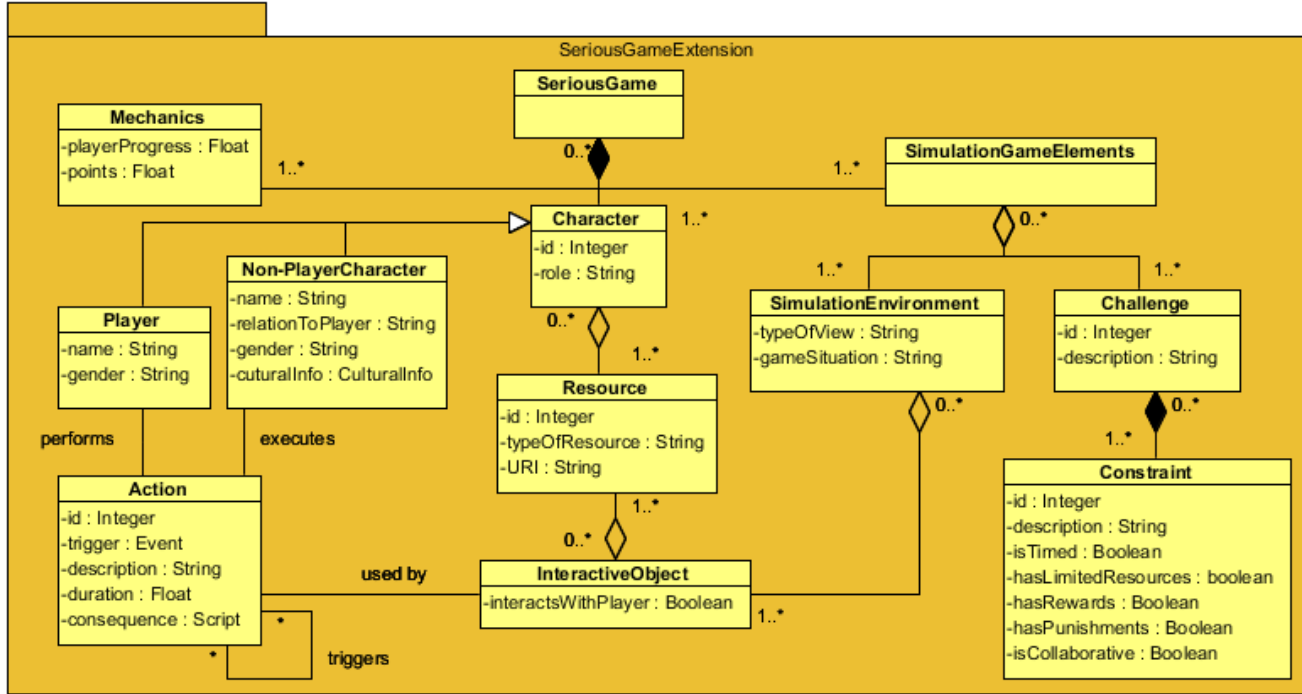 SeriousGameExtension
SeriousGame
0..*
Mechanics
-playerProgress : Float
-points : Float
1..*
1..*
SimulationGameElements
0..*
Character
-id : Integer
-role : String
1..*
0..*
Non-PlayerCharacter
-name : String
-relationToPlayer : String
-gender : String
-cuturalInfo : CulturalInfo
Player
-name : String
-gender : String
1..*
1..*
SimulationEnvironment
-typeOfView : String
-gameSituation : String
0..*
Challenge
-id : Integer
-description : String
0..*
1..*
1..*
Resource
-id : Integer
-typeOfResource : String
-URI : String
1..*
0..*
performs
executes
Action
-id : Integer
-trigger : Event
-description : String
-duration : Float
-consequence : Script
*
*
triggers
used by
InteractiveObject
-interactsWithPlayer : Boolean
1..*
Constraint
-id : Integer
-description : String
-isTimed : Boolean
-hasLimitedResources : boolean
-hasRewards : Boolean
-hasPunishments : Boolean
-isCollaborative : Boolean